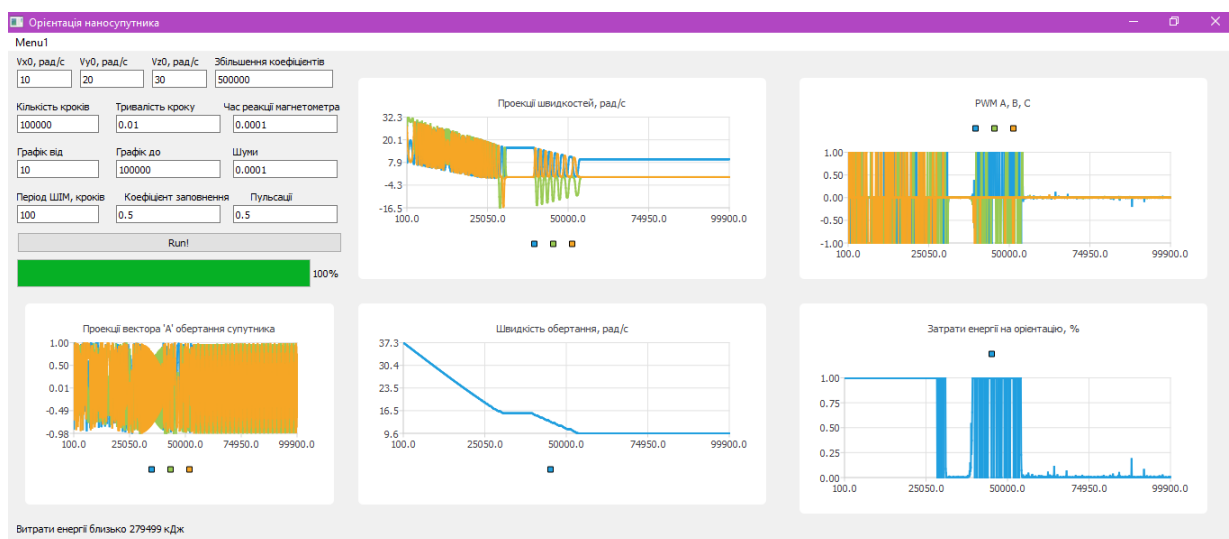 Орієнтація наносупутника
Menu1
Vx0, рад/с Vy0, рад/с Vz0, рад/с Збільшення коефіцієнтів
10 20 30 500000
Кількість кроків Тривалість кроку Час реакції магнетометра
100000 0.01 0.0001
Графік від Графік до Шуми
10 100000 0.0001
Період ШІМ, кроків Коефіцієнт заповнення Пульсації
100 0.5 0.5
Run!
100%
Проекції швидкостей, рад/с
32.3
20.1
7.9
-4.3
-16.5
100.0 25050.0 50000.0 74950.0 99900.0
PWM A, B, C
1.00
0.50
0.00
-0.50
-1.00
100.0 25050.0 50000.0 74950.0 99900.0
Проекції вектора 'A' обертання супутника
1.00
0.50
0.01
-0.49
-0.98
100.0 25050.0 50000.0 74950.0 99900.0
Швидкість обертання, рад/с
37.3
30.4
23.5
16.5
9.6
100.0 25050.0 50000.0 74950.0 99900.0
Затрати енергії на орієнтацію, %
1.00
0.75
0.50
0.25
0.00
100.0 25050.0 50000.0 74950.0 99900.0
Витрати енергії близько 279499 кДж